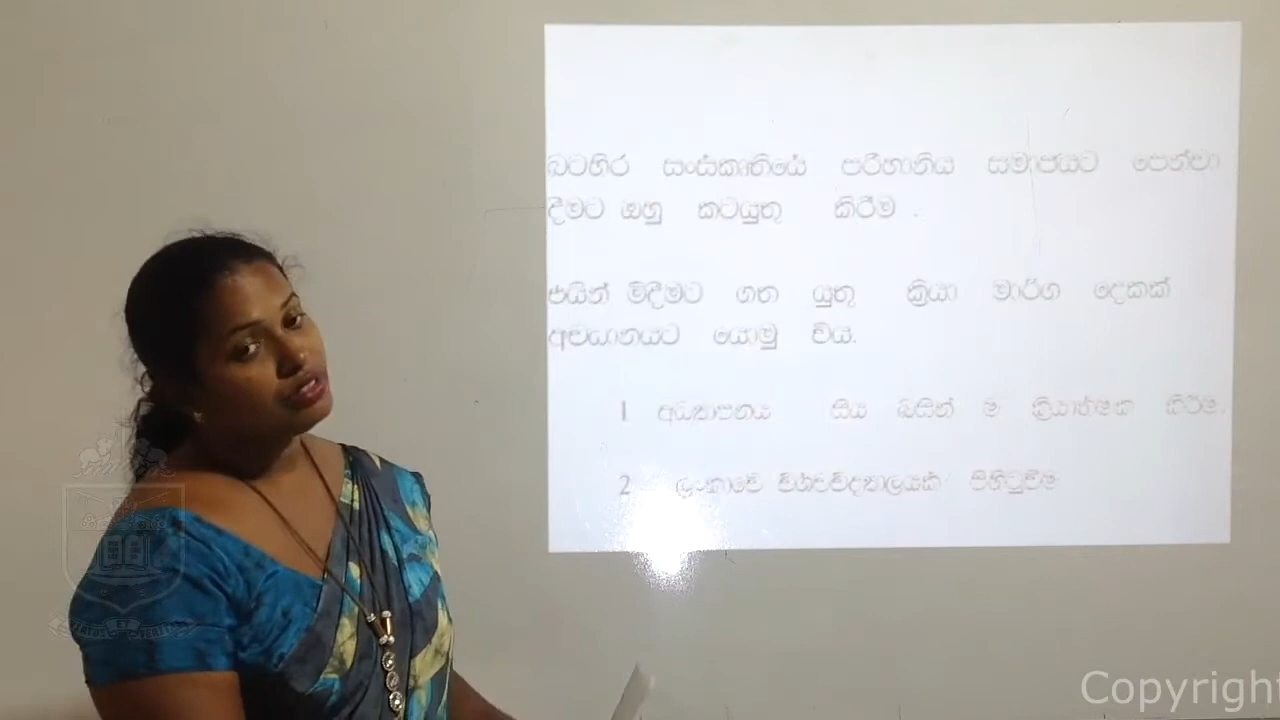 බටහිර සංස්කෘතියේ පරිහානිය සමාජයට පෙන්වා
දීමට ඔහු කටයුතු කිරීම .
එයින් මිදීමට ගත යුතු ක්‍රියා මාර්ග දෙකක්
අවධානයට යොමු විය.
1 අධ්‍යාපනය සිය බසින් ම ක්‍රියාත්මක කිරීම.
2 ලංකාවේ විශ්වවිද්‍යාලයක් පිහිටුවීම
Copyright